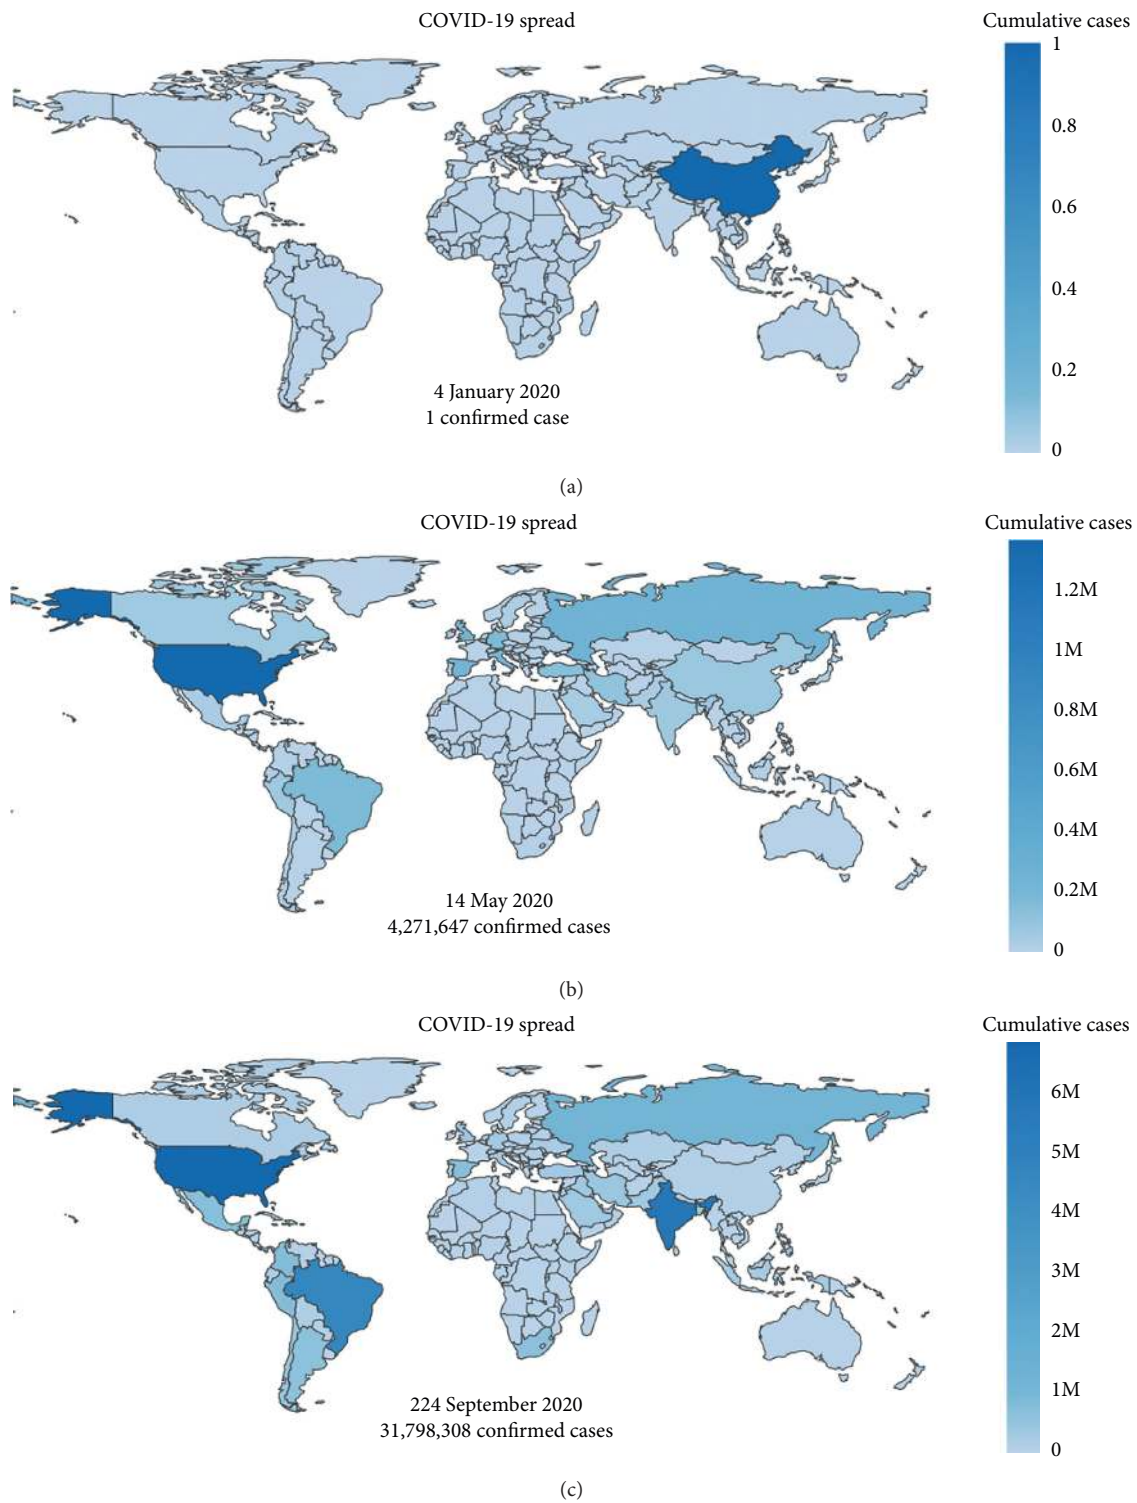 COVID-19 spread
Cumulative cases
1
0.8
0.6
0.4
0.2
0
4 January 2020
1 confirmed case
(a)
COVID-19 spread
Cumulative cases
1.2M
1M
0.8M
0.6M
0.4M
0.2M
0
14 May 2020
4,271,647 confirmed cases
(b)
COVID-19 spread
Cumulative cases
6M
5M
4M
3M
2M
1M
0
224 September 2020
31,798,308 confirmed cases
(c)